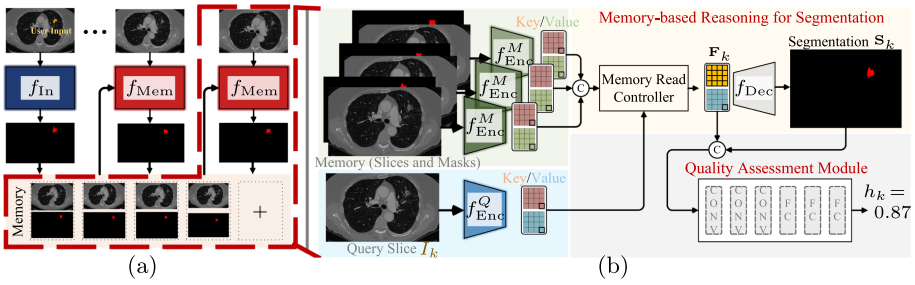 User Input
f_In
f_Mem
f_Mem
Memory
+
(a)
Key/Value
f^M_Enc
f^M_Enc
f^M_Enc
Memory (Slices and Masks)
C
Key/Value
f^Q_Enc
Query Slice I_k
Memory-based Reasoning for Segmentation
Memory Read
Controller
F_k
f_Dec
Segmentation s_k
C
Quality Assessment Module
CONV
CONV
CONV
FC
FC
FC
h_k =
0.87
(b)